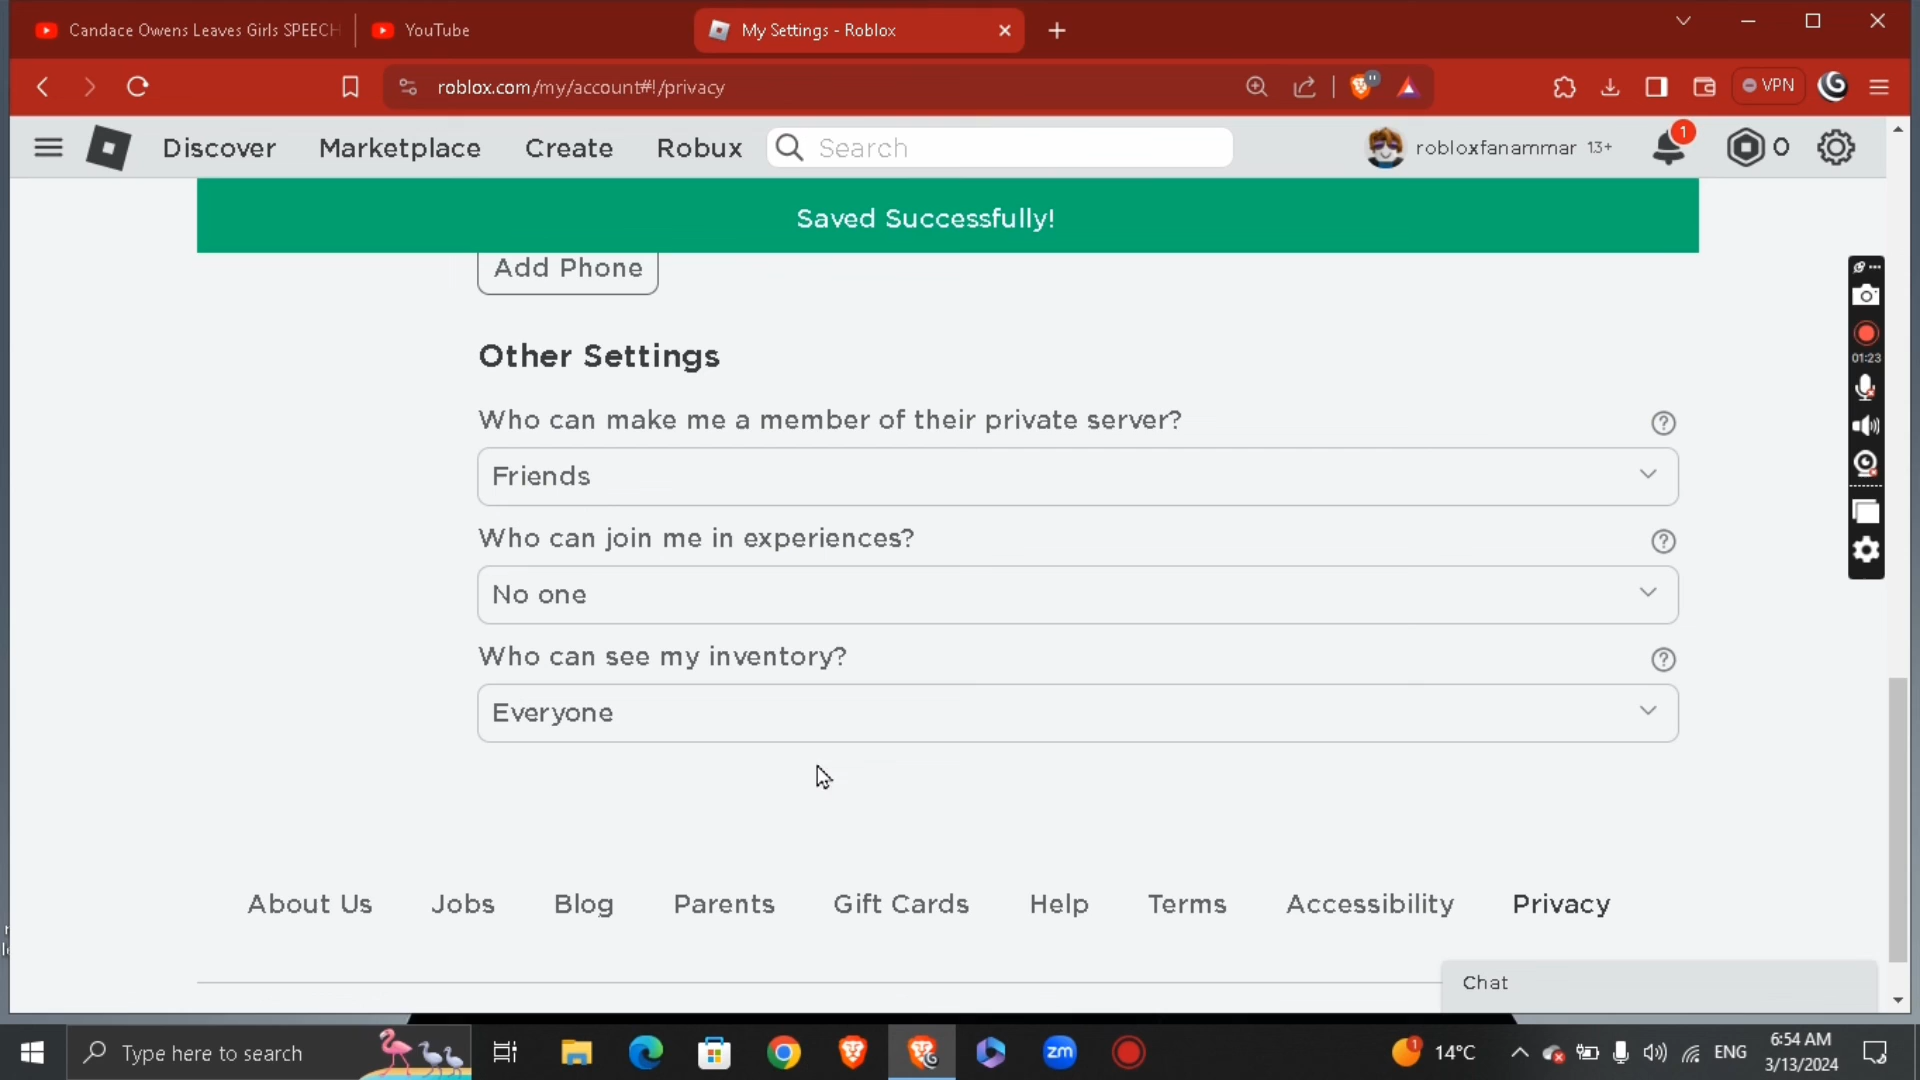 Candace Owens Leaves Girls SPEECH
YouTube
My Settings - Roblox
roblox.com/my/account#!/privacy
VPN
Discover
Marketplace
Create
Robux
Search
robloxfanammar 13+
1
0
Saved Successfully!
Add Phone
Other Settings
Who can make me a member of their private server?
Friends
Who can join me in experiences?
No one
Who can see my inventory?
Everyone
01:23
About Us
Jobs
Blog
Parents
Gift Cards
Help
Terms
Accessibility
Privacy
Chat
Type here to search
zm
1
14°C
ENG
6:54 AM
3/13/2024